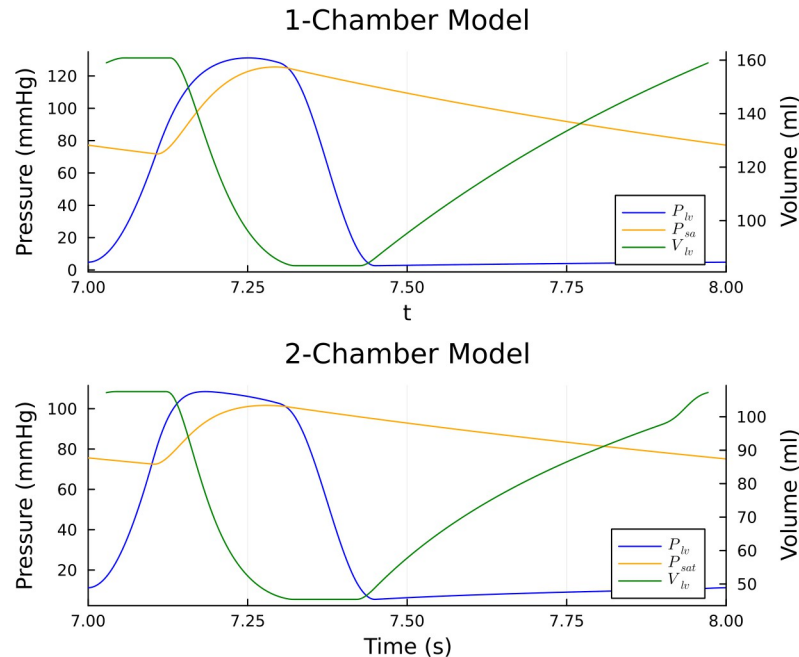 1-Chamber Model
Pressure (mmHg)
120
100
80
60
40
20
0
160
140
120
100
Volume (ml)
P_lv
P_sa
V_lv
7.00 7.25 7.50 7.75 8.00
t
2-Chamber Model
Pressure (mmHg)
100
80
60
40
20
100
90
80
70
60
50
Volume (ml)
P_lv
P_sat
V_lv
7.00 7.25 7.50 7.75 8.00
Time (s)